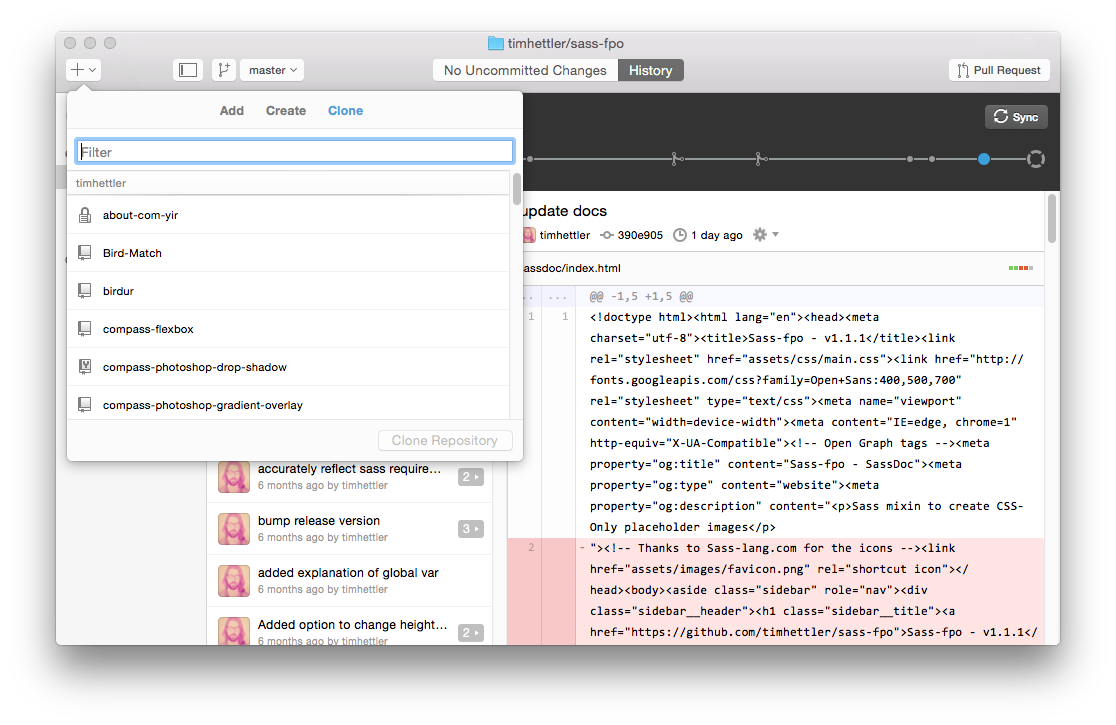 timhettler/sass-fpo
master
No Uncommitted Changes
History
Pull Request
Add
Create
Clone
Filter
timhettler
about-com-yir
Bird-Match
birdur
compass-flexbox
compass-photoshop-drop-shadow
compass-photoshop-gradient-overlay
Clone Repository
Sync
accurately reflect sass require...
6 months ago by timhettler
2
bump release version
6 months ago by timhettler
3
added explanation of global var
6 months ago by timhettler
Added option to change height...
6 months ago by timhettler
2
update docs
timhettler
390e905
1 day ago
assdoc/index.html
.. ... @@ -1,5 +1,5 @@
1 1 <!doctype html><html lang="en"><head><meta
charset="utf-8"><title>Sass-fpo - v1.1.1</title><link
rel="stylesheet" href="assets/css/main.css"><link href="http://
fonts.googleapis.com/css?family=Open+Sans:400,500,700"
rel="stylesheet" type="text/css"><meta name="viewport"
content="width=device-width"><meta content="IE=edge, chrome=1"
http-equiv="X-UA-Compatible"><!-- Open Graph tags --><meta
property="og:title" content="Sass-fpo - SassDoc"><meta
property="og:type" content="website"><meta
property="og:description" content="<p>Sass mixin to create CSS-
Only placeholder images</p>
2 - "><!-- Thanks to Sass-lang.com for the icons --><link
href="assets/images/favicon.png" rel="shortcut icon"></
head><body><aside class="sidebar" role="nav"><div
class="sidebar__header"><h1 class="sidebar__title"><a
href="https://github.com/timhettler/sass-fpo">Sass-fpo - v1.1.1</